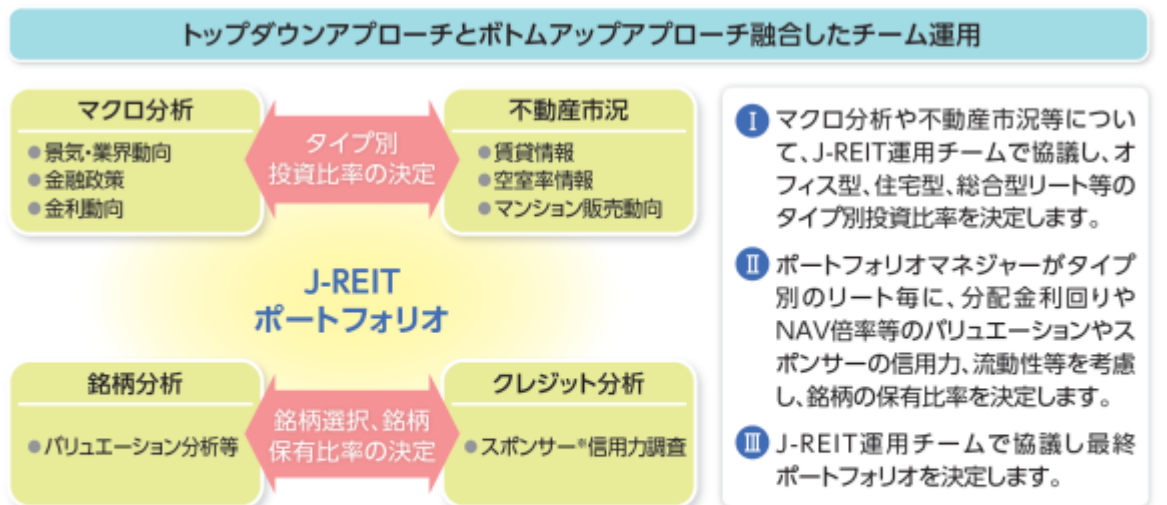 トップダウンアプローチとボトムアップアプローチ融合したチーム運用
マクロ分析
●景気・業界動向
●金融政策
●金利動向
タイプ別
投資比率の決定
不動産市況
●賃貸情報
●空室率情報
●マンション販売動向
J-REIT
ポートフォリオ
銘柄分析
●バリュエーション分析等
銘柄選択、銘柄
保有比率の決定
クレジット分析
●スポンサー※信用力調査
Ⅰ マクロ分析や不動産市況等につい
て、J-REIT運用チームで協議し、オ
フィス型、住宅型、総合型リート等の
タイプ別投資比率を決定します。
Ⅱ ポートフォリオマネジャーがタイプ
別のリート毎に、分配金利回りや
NAV倍率等のバリュエーションやス
ポンサーの信用力、流動性等を考慮
し、銘柄の保有比率を決定します。
Ⅲ J-REIT運用チームで協議し最終
ポートフォリオを決定します。